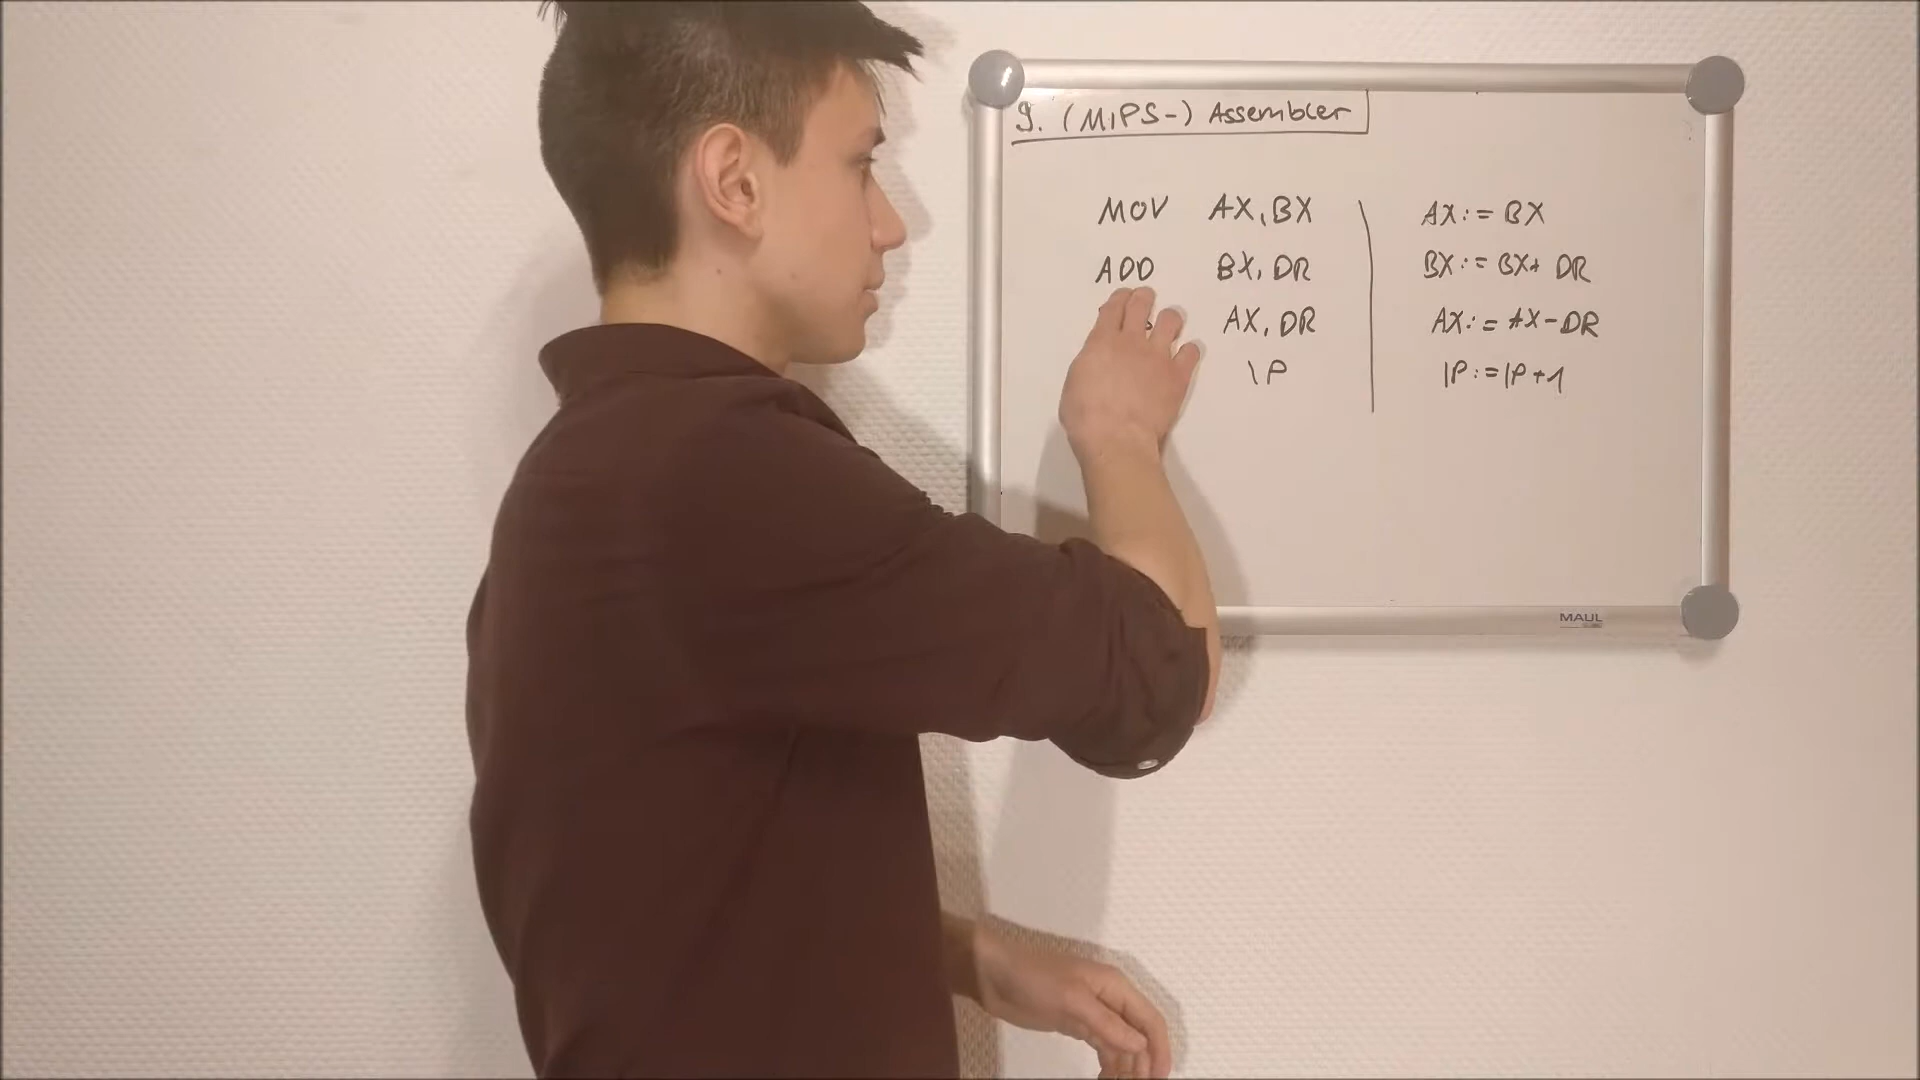 9. (MIPS-) Assembler
MOV AX, BX AX := BX
ADD BX, DR BX := BX + DR
AX, DR AX := AX - DR
IP IP := IP + 1
MAUL